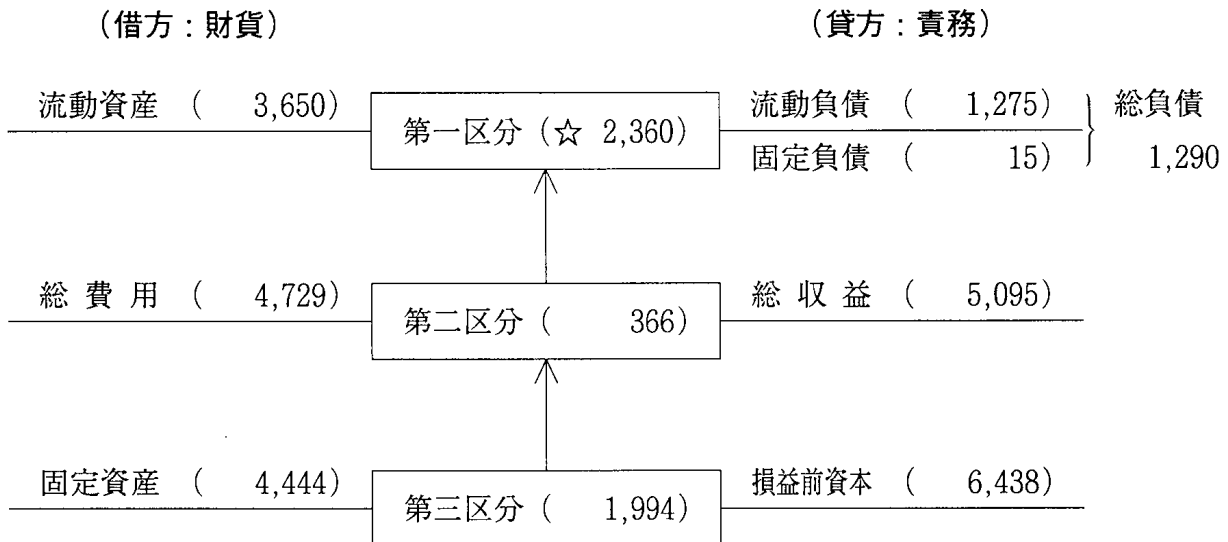 （借方：財貨） （貸方：責務）
流動資産 （ 3,650） 第一区分（☆ 2,360） 流動負債 （ 1,275） 総負債
固定負債 （ 15） 1,290
総費用 （ 4,729） 第二区分（ 366） 総収益 （ 5,095）
固定資産 （ 4,444） 第三区分（ 1,994） 損益前資本 （ 6,438）